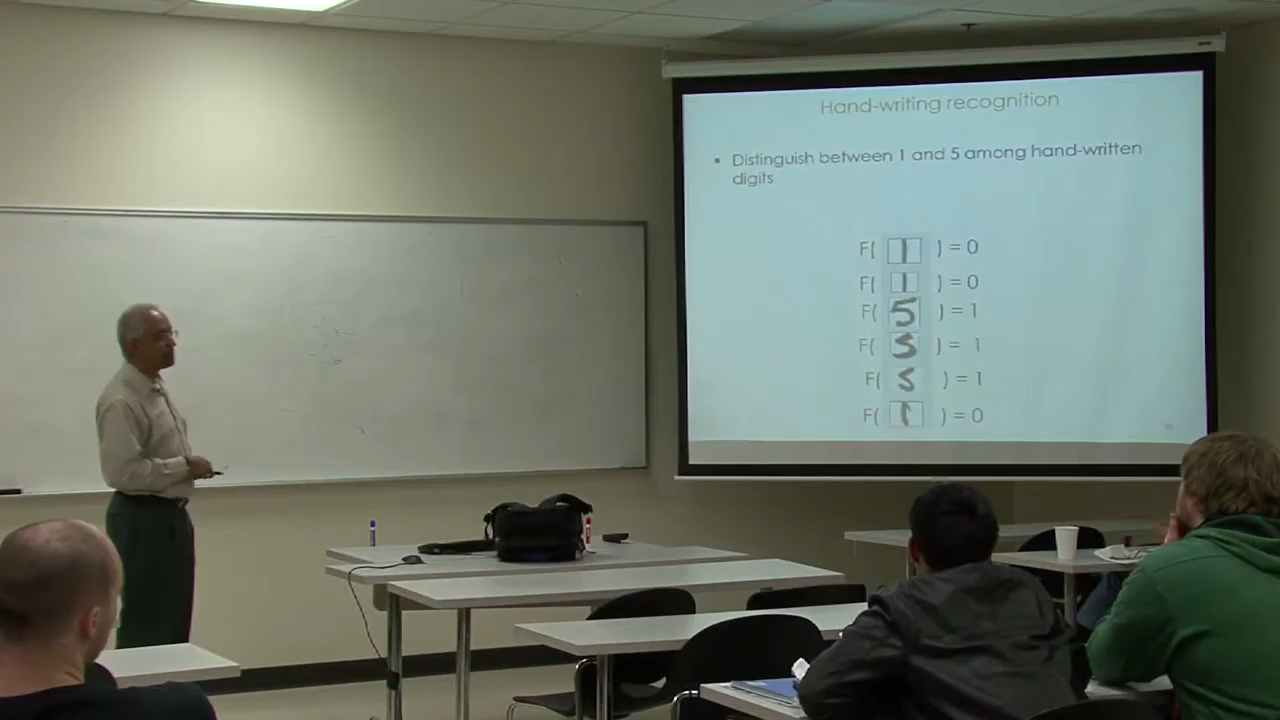 Hand-writing recognition
▪ Distinguish between 1 and 5 among hand-written
digits
F( 1 ) = 0
F( 1 ) = 0
F( 5 ) = 1
F( 5 ) = 1
F( 5 ) = 1
F( 1 ) = 0